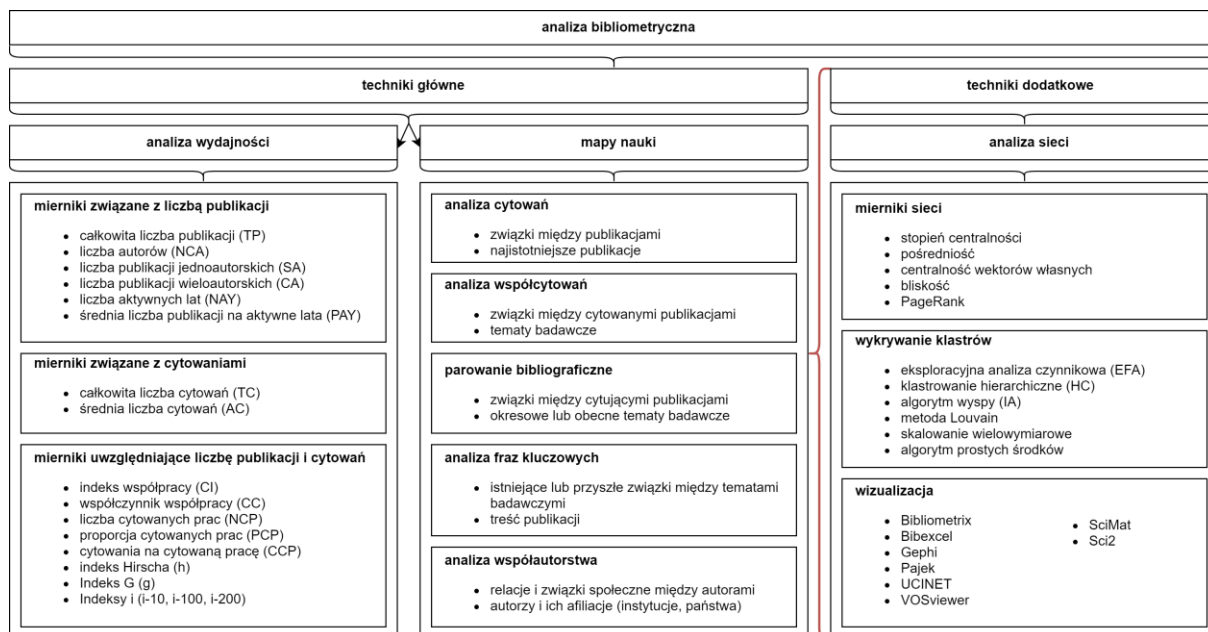 analiza bibliometryczna
techniki główne
techniki dodatkowe
analiza wydajności
mapy nauki
analiza sieci
mierniki związane z liczbą publikacji
• całkowita liczba publikacji (TP)
• liczba autorów (NCA)
• liczba publikacji jednoautorskich (SA)
• liczba publikacji wieloautorskich (CA)
• liczba aktywnych lat (NAY)
• średnia liczba publikacji na aktywne lata (PAY)
mierniki związane z cytowaniami
• całkowita liczba cytowań (TC)
• średnia liczba cytowań (AC)
mierniki uwzględniające liczbę publikacji i cytowań
• indeks współpracy (CI)
• współczynnik współpracy (CC)
• liczba cytowanych prac (NCP)
• proporcja cytowanych prac (PCP)
• cytowania na cytowaną pracę (CCP)
• indeks Hirscha (h)
• Indeks G (g)
• Indeksy i (i-10, i-100, i-200)
analiza cytowań
• związki między publikacjami
• najistotniejsze publikacje
analiza współcytowań
• związki między cytowanymi publikacjami
• tematy badawcze
parowanie bibliograficzne
• związki między cytującymi publikacjami
• okresowe lub obecne tematy badawcze
analiza fraz kluczowych
• istniejące lub przyszłe związki między tematami
badawczymi
• treść publikacji
analiza współautorstwa
• relacje i związki społeczne między autorami
• autorzy i ich afiliacje (instytucje, państwa)
mierniki sieci
• stopień centralności
• pośredniość
• centralność wektorów własnych
• bliskość
• PageRank
wykrywanie klastrów
• eksploracyjna analiza czynnikowa (EFA)
• klastrowanie hierarchiczne (HC)
• algorytm wyspy (IA)
• metoda Louvain
• skalowanie wielowymiarowe
• algorytm prostych środków
wizualizacja
• Bibliometrix
• Bibexcel
• Gephi
• Pajek
• UCINET
• VOSviewer
• SciMat
• Sci2